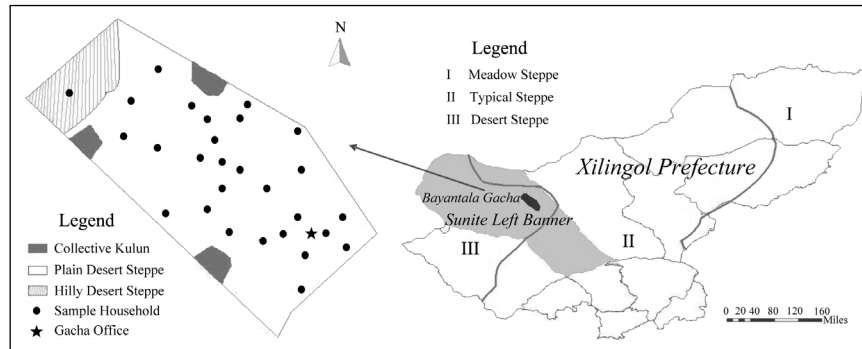 N
Legend
I Meadow Steppe
II Typical Steppe
III Desert Steppe
I
Xilingol Prefecture
Bayantala Gacha
Sunite Left Banner
III
II
Legend
Collective Kulun
Plain Desert Steppe
Hilly Desert Steppe
Sample Household
Gacha Office
0 20 40 80 120 160
Miles